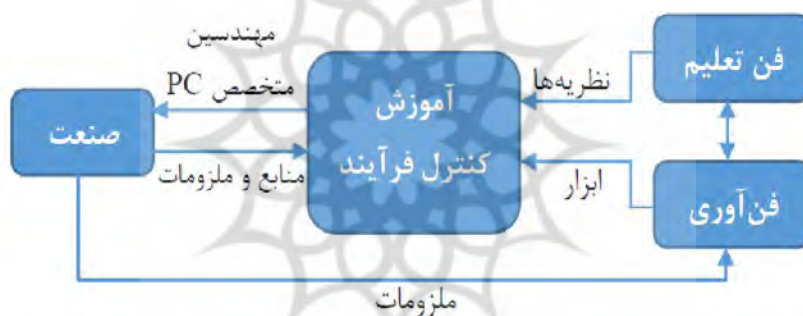 مهندسین
متخصص PC
صنعت
منابع و ملزومات
آموزش
کنترل فرآیند
نظریه‌ها
ابزار
فن تعلیم
فن‌آوری
ملزومات